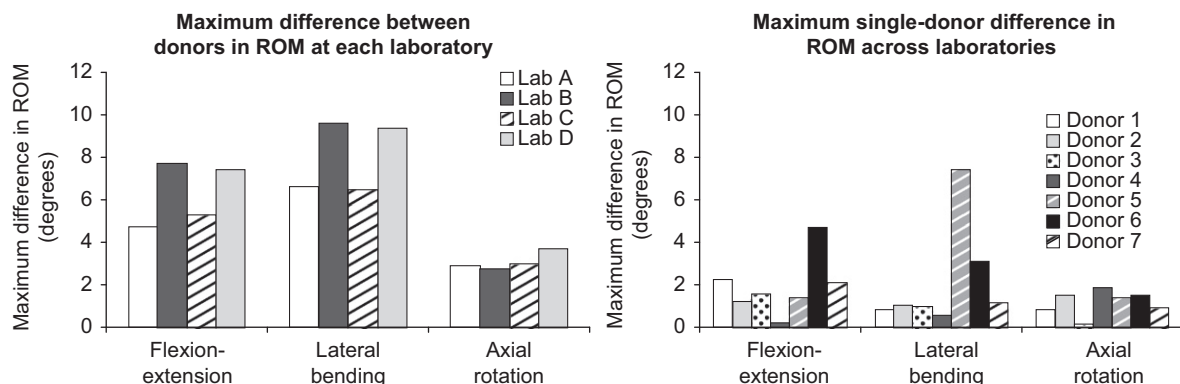 Maximum difference between
donors in ROM at each laboratory
Maximum difference in ROM
(degrees)
12
10
8
6
4
2
0
Lab A
Lab B
Lab C
Lab D
Flexion-
extension
Lateral
bending
Axial
rotation
Maximum single-donor difference in
ROM across laboratories
Maximum difference in ROM
(degrees)
12
10
8
6
4
2
0
Donor 1
Donor 2
Donor 3
Donor 4
Donor 5
Donor 6
Donor 7
Flexion-
extension
Lateral
bending
Axial
rotation